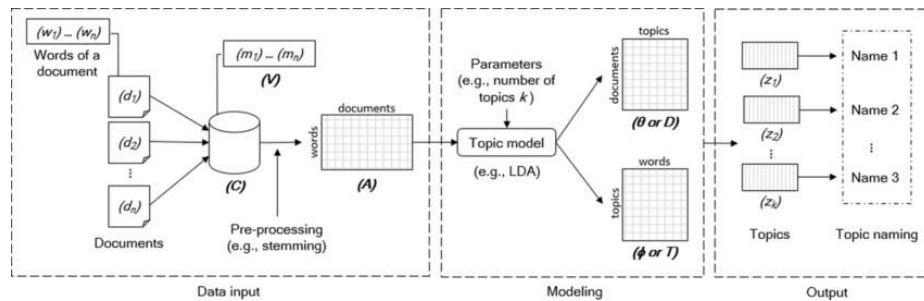 (w1) ... (wn)
Words of a
document
(m1) ... (mn)
(V)
(d1)
(d2)
(dn)
Documents
(C)
Pre-processing
(e.g., stemming)
documents
words
(A)
Data input
Parameters
(e.g., number of
topics k)
Topic model
(e.g., LDA)
topics
documents
(θ or D)
words
topics
(ϕ or T)
Modeling
(z1)
(z2)
(zk)
Topics
Name 1
Name 2
⋮
Name 3
Topic naming
Output